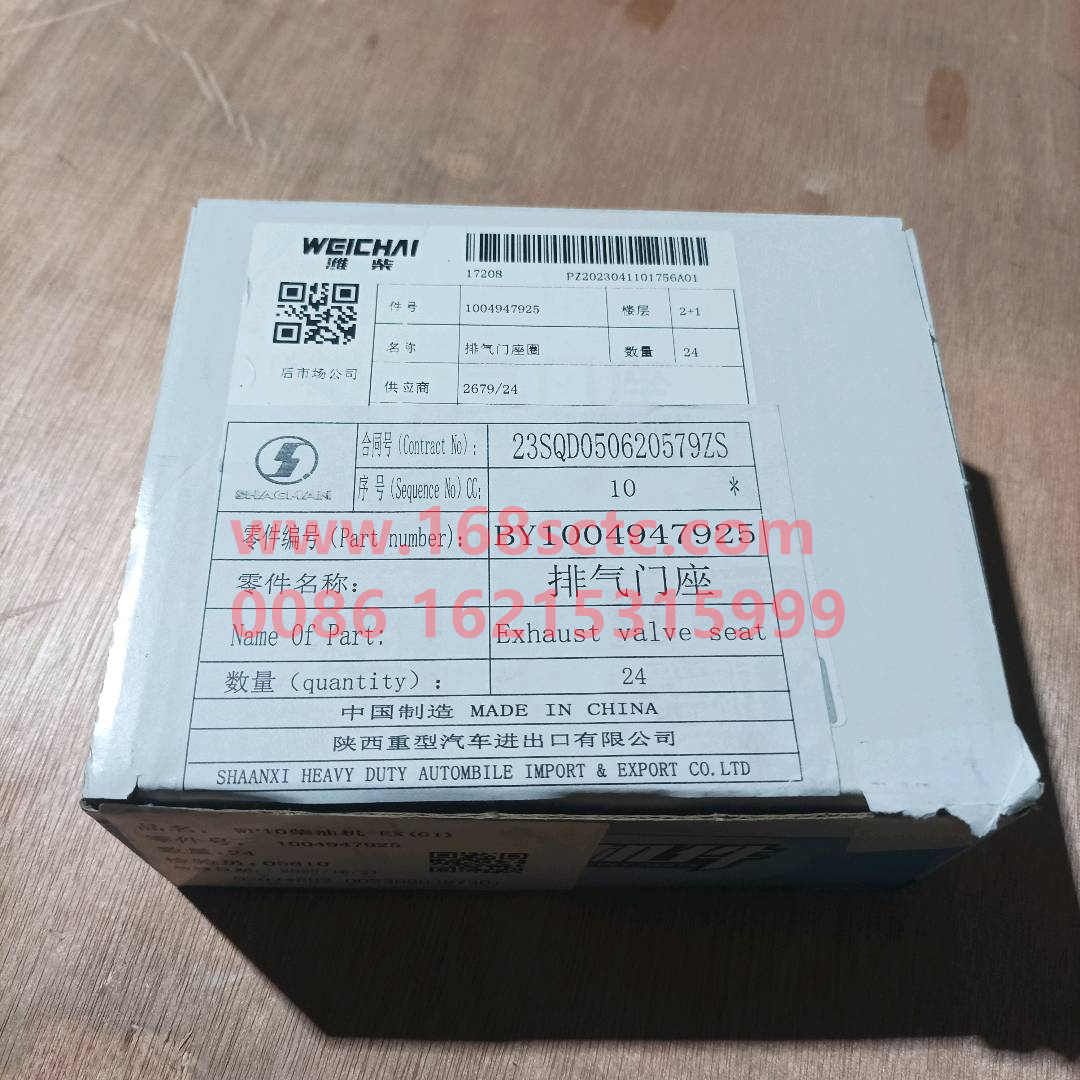 WEICHAI
潍柴
17208 PZ2023041101756A01
件号 1004947925 楼层 2+1
名称 排气门座圈 数量 24
后市场公司
供应商 2679/24
SHACMAN
合同号(Contract No): 23SQD050620579ZS
序号(Sequence No)CC: 10 *
零件编号(Part number): BY1004947925
www.168sctc.com
零件名称: 排气门座
0086 16215315999
Name Of Part: Exhaust valve seat
数量(quantity): 24
中国制造 MADE IN CHINA
陕西重型汽车进出口有限公司
SHAANXI HEAVY DUTY AUTOMBILE IMPORT & EXPORT CO.LTD
1004947925
数量: 24